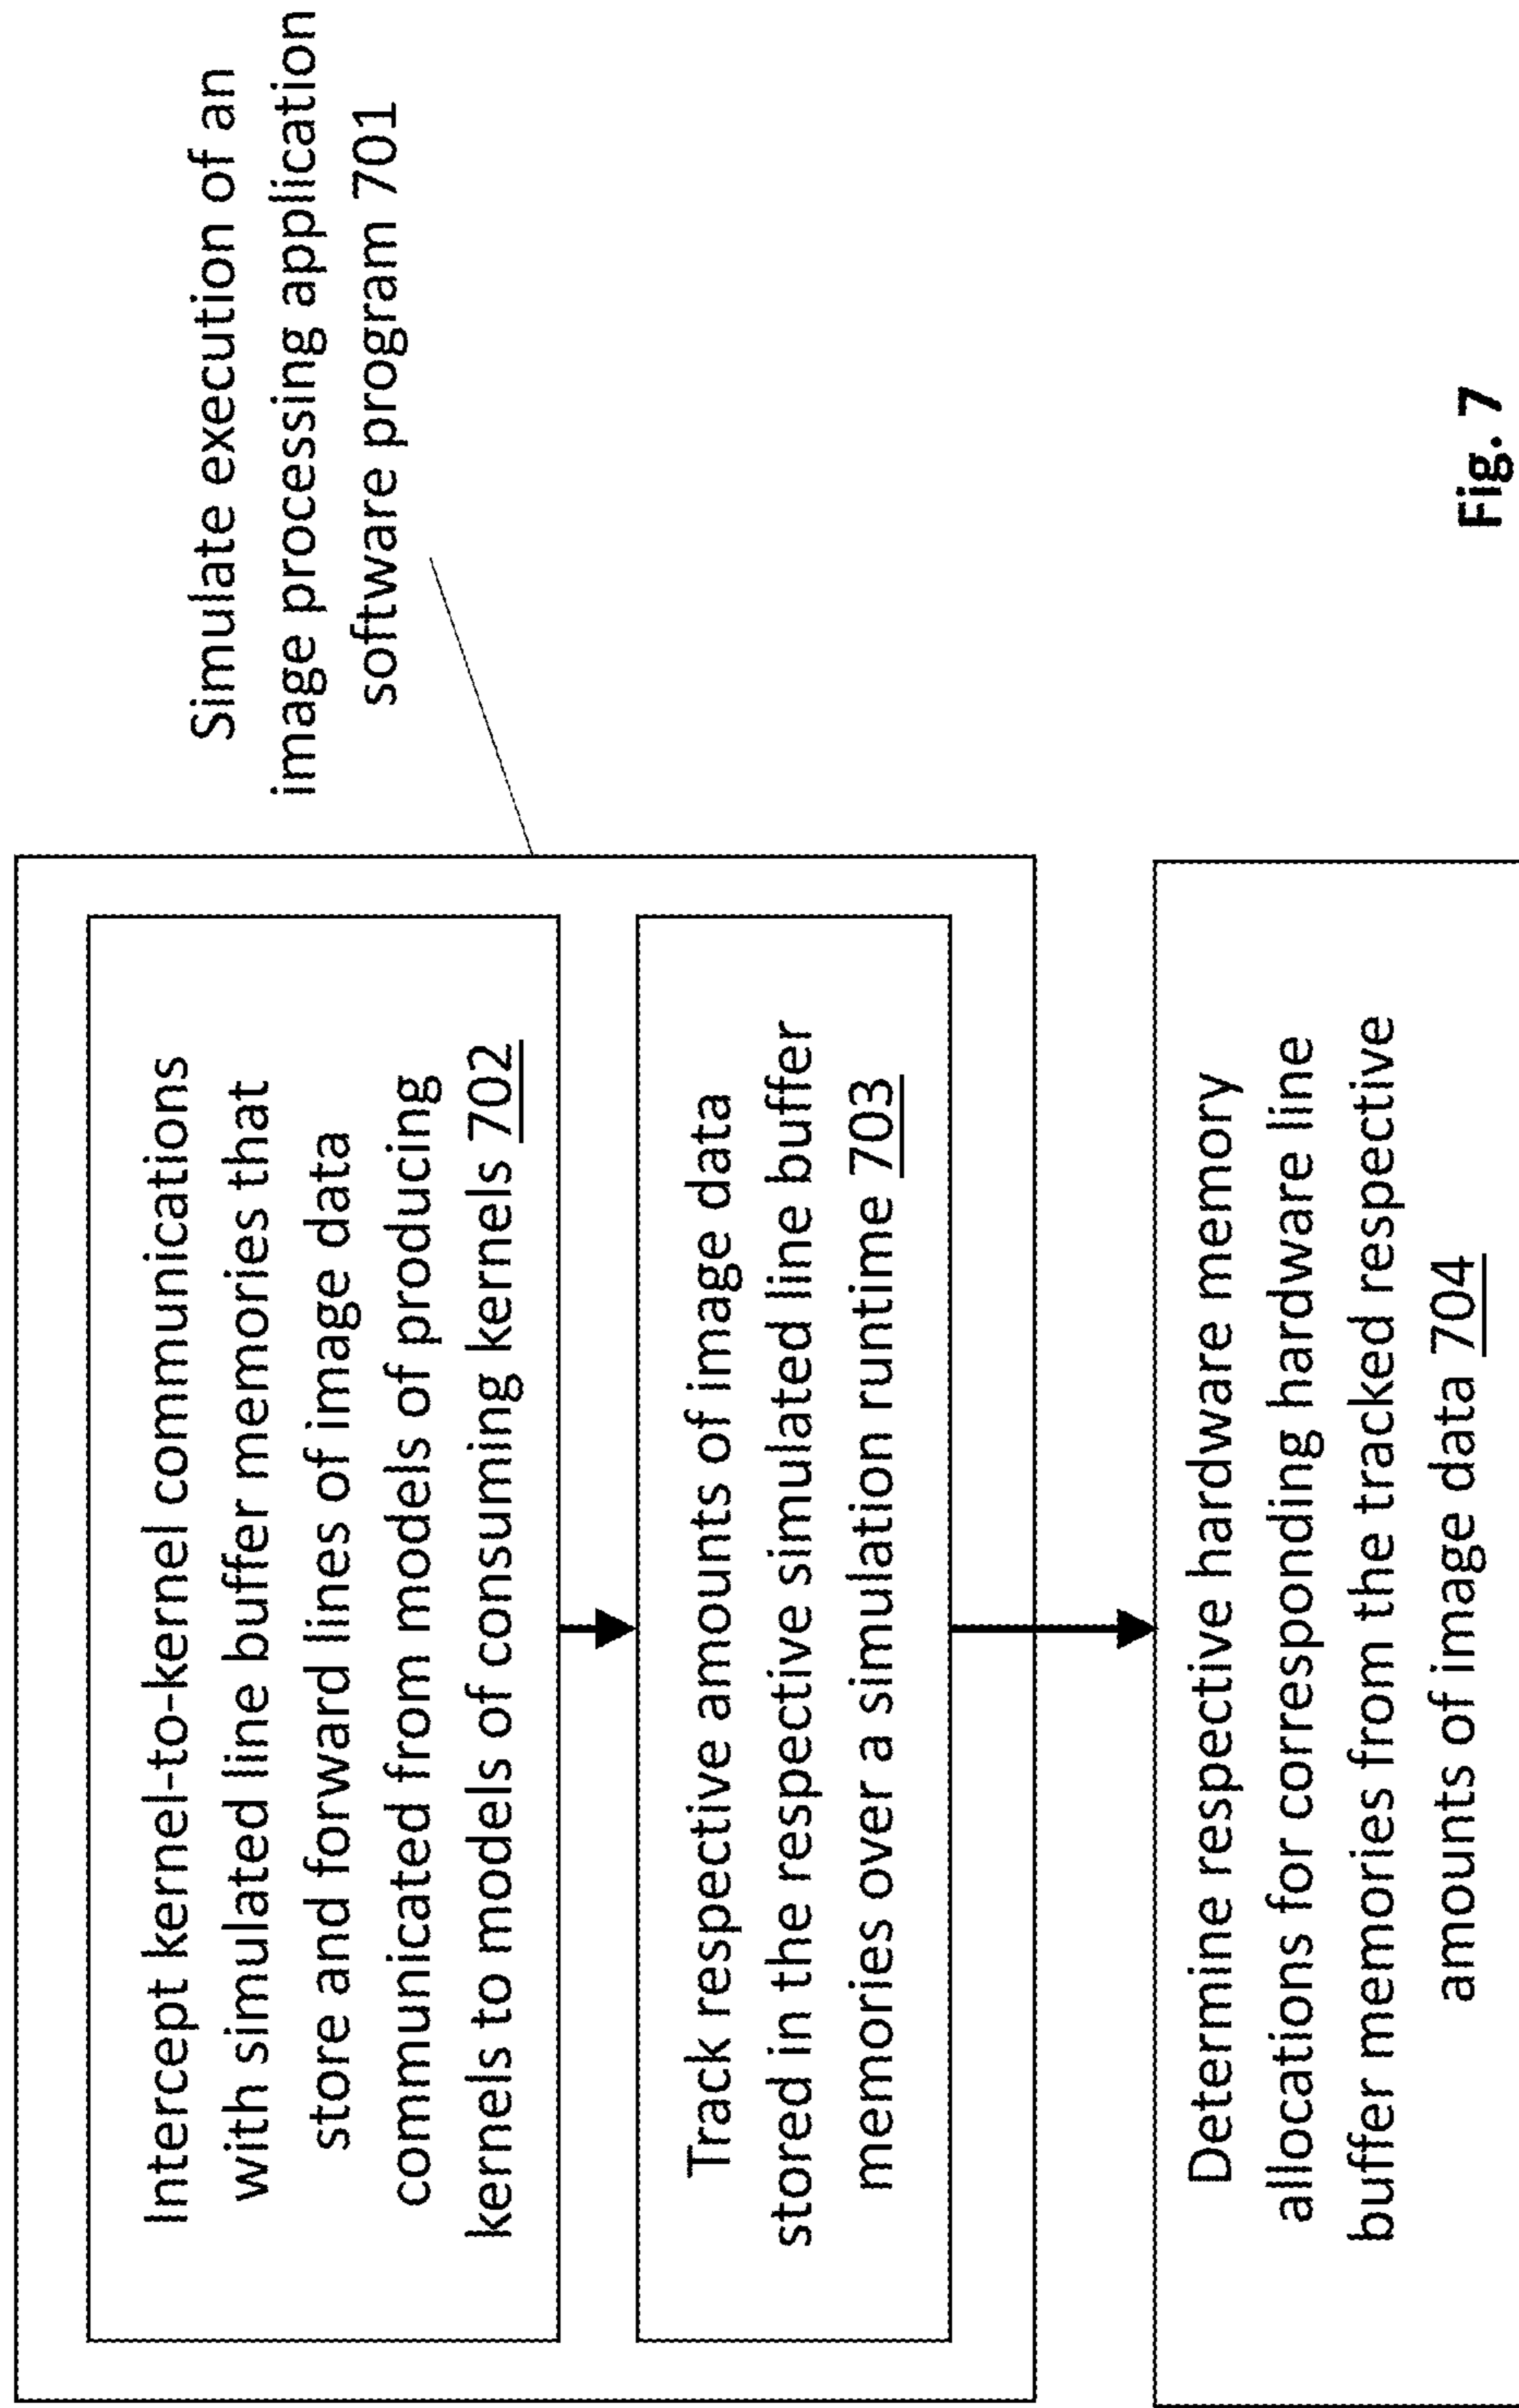 Simulate execution of an
image processing application
software program 701
Intercept kernel-to-kernel communications
with simulated line buffer memories that
store and forward lines of image data
communicated from models of producing
kernels to models of consuming kernels 702
Track respective amounts of image data
stored in the respective simulated line buffer
memories over a simulation runtime 703
Determine respective hardware memory
allocations for corresponding hardware line
buffer memories from the tracked respective
amounts of image data 704
Fig. 7